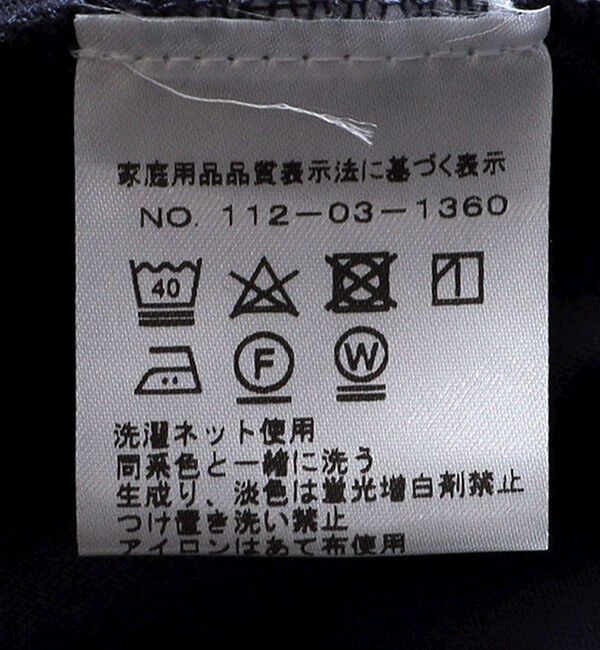 家庭用品品質表示法に基づく表示
NO. 112-03-1360
40
F W
洗濯ネット使用
同系色と一緒に洗う
生成り、淡色は蛍光増白剤禁止
つけ置き洗い禁止
アイロンはあて布使用